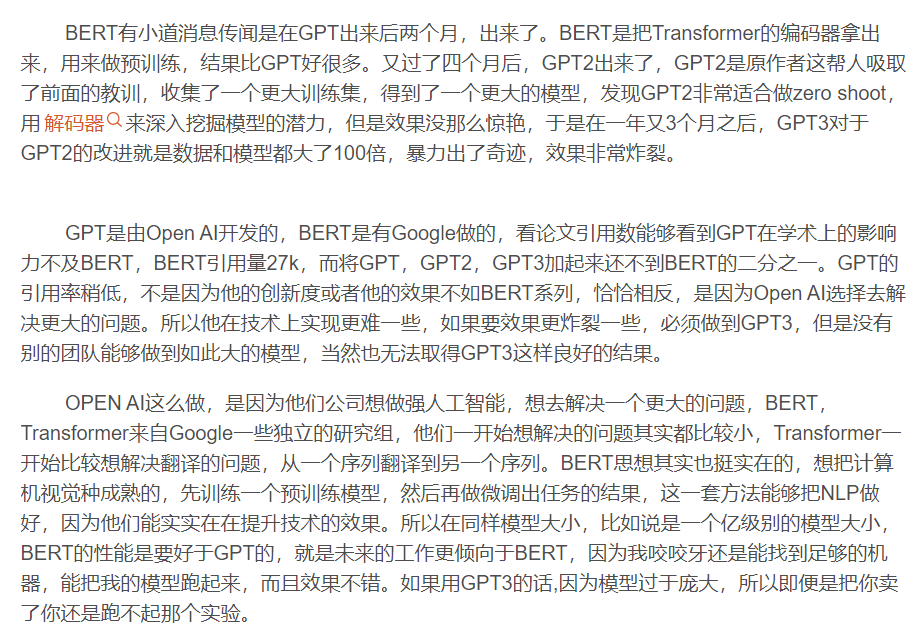 BERT有小道消息传闻是在GPT出来后两个月，出来了。BERT是把Transformer的编码器拿出
来，用来做预训练，结果比GPT好很多。又过了四个月后，GPT2出来了，GPT2是原作者这帮人吸取
了前面的教训，收集了一个更大训练集，得到了一个更大的模型，发现GPT2非常适合做zero shoot，
用 解码器 来深入挖掘模型的潜力，但是效果没那么惊艳，于是在一年又3个月之后，GPT3对于
GPT2的改进就是数据和模型都大了100倍，暴力出了奇迹，效果非常炸裂。
GPT是由Open AI开发的，BERT是有Google做的，看论文引用数能够看到GPT在学术上的影响
力不及BERT，BERT引用量27k，而将GPT，GPT2，GPT3加起来还不到BERT的二分之一。GPT的
引用率稍低，不是因为他的创新度或者他的效果不如BERT系列，恰恰相反，是因为Open AI选择去解
决更大的问题。所以他在技术上实现更难一些，如果要效果更炸裂一些，必须做到GPT3，但是没有
别的团队能够做到如此大的模型，当然也无法取得GPT3这样良好的结果。
OPEN AI这么做，是因为他们公司想做强人工智能，想去解决一个更大的问题，BERT，
Transformer来自Google一些独立的研究组，他们一开始想解决的问题其实都比较小，Transformer一
开始比较想解决翻译的问题，从一个序列翻译到另一个序列。BERT思想其实也挺实在的，想把计算
机视觉种成熟的，先训练一个预训练模型，然后再做微调出任务的结果，这一套方法能够把NLP做
好，因为他们能实实在在提升技术的效果。所以在同样模型大小，比如说是一个亿级别的模型大小，
BERT的性能是要好于GPT的，就是未来的工作更倾向于BERT，因为我咬咬牙还是能找到足够的机
器，能把我的模型跑起来，而且效果不错。如果用GPT3的话,因为模型过于庞大，所以即便是把你卖
了你还是跑不起那个实验。